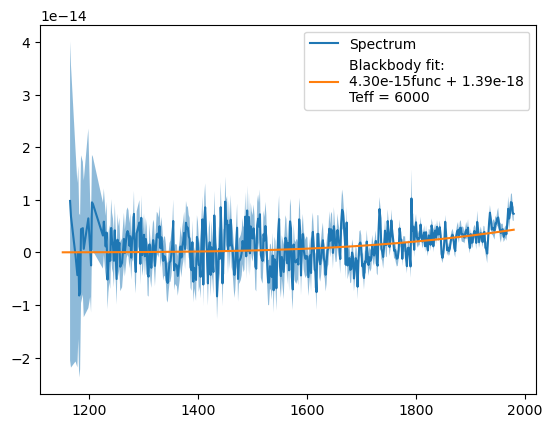 1e−14
4
3
2
1
0
−1
−2
1200
1400
1600
1800
2000
Spectrum
Blackbody fit:
4.30e-15func + 1.39e-18
Teff = 6000